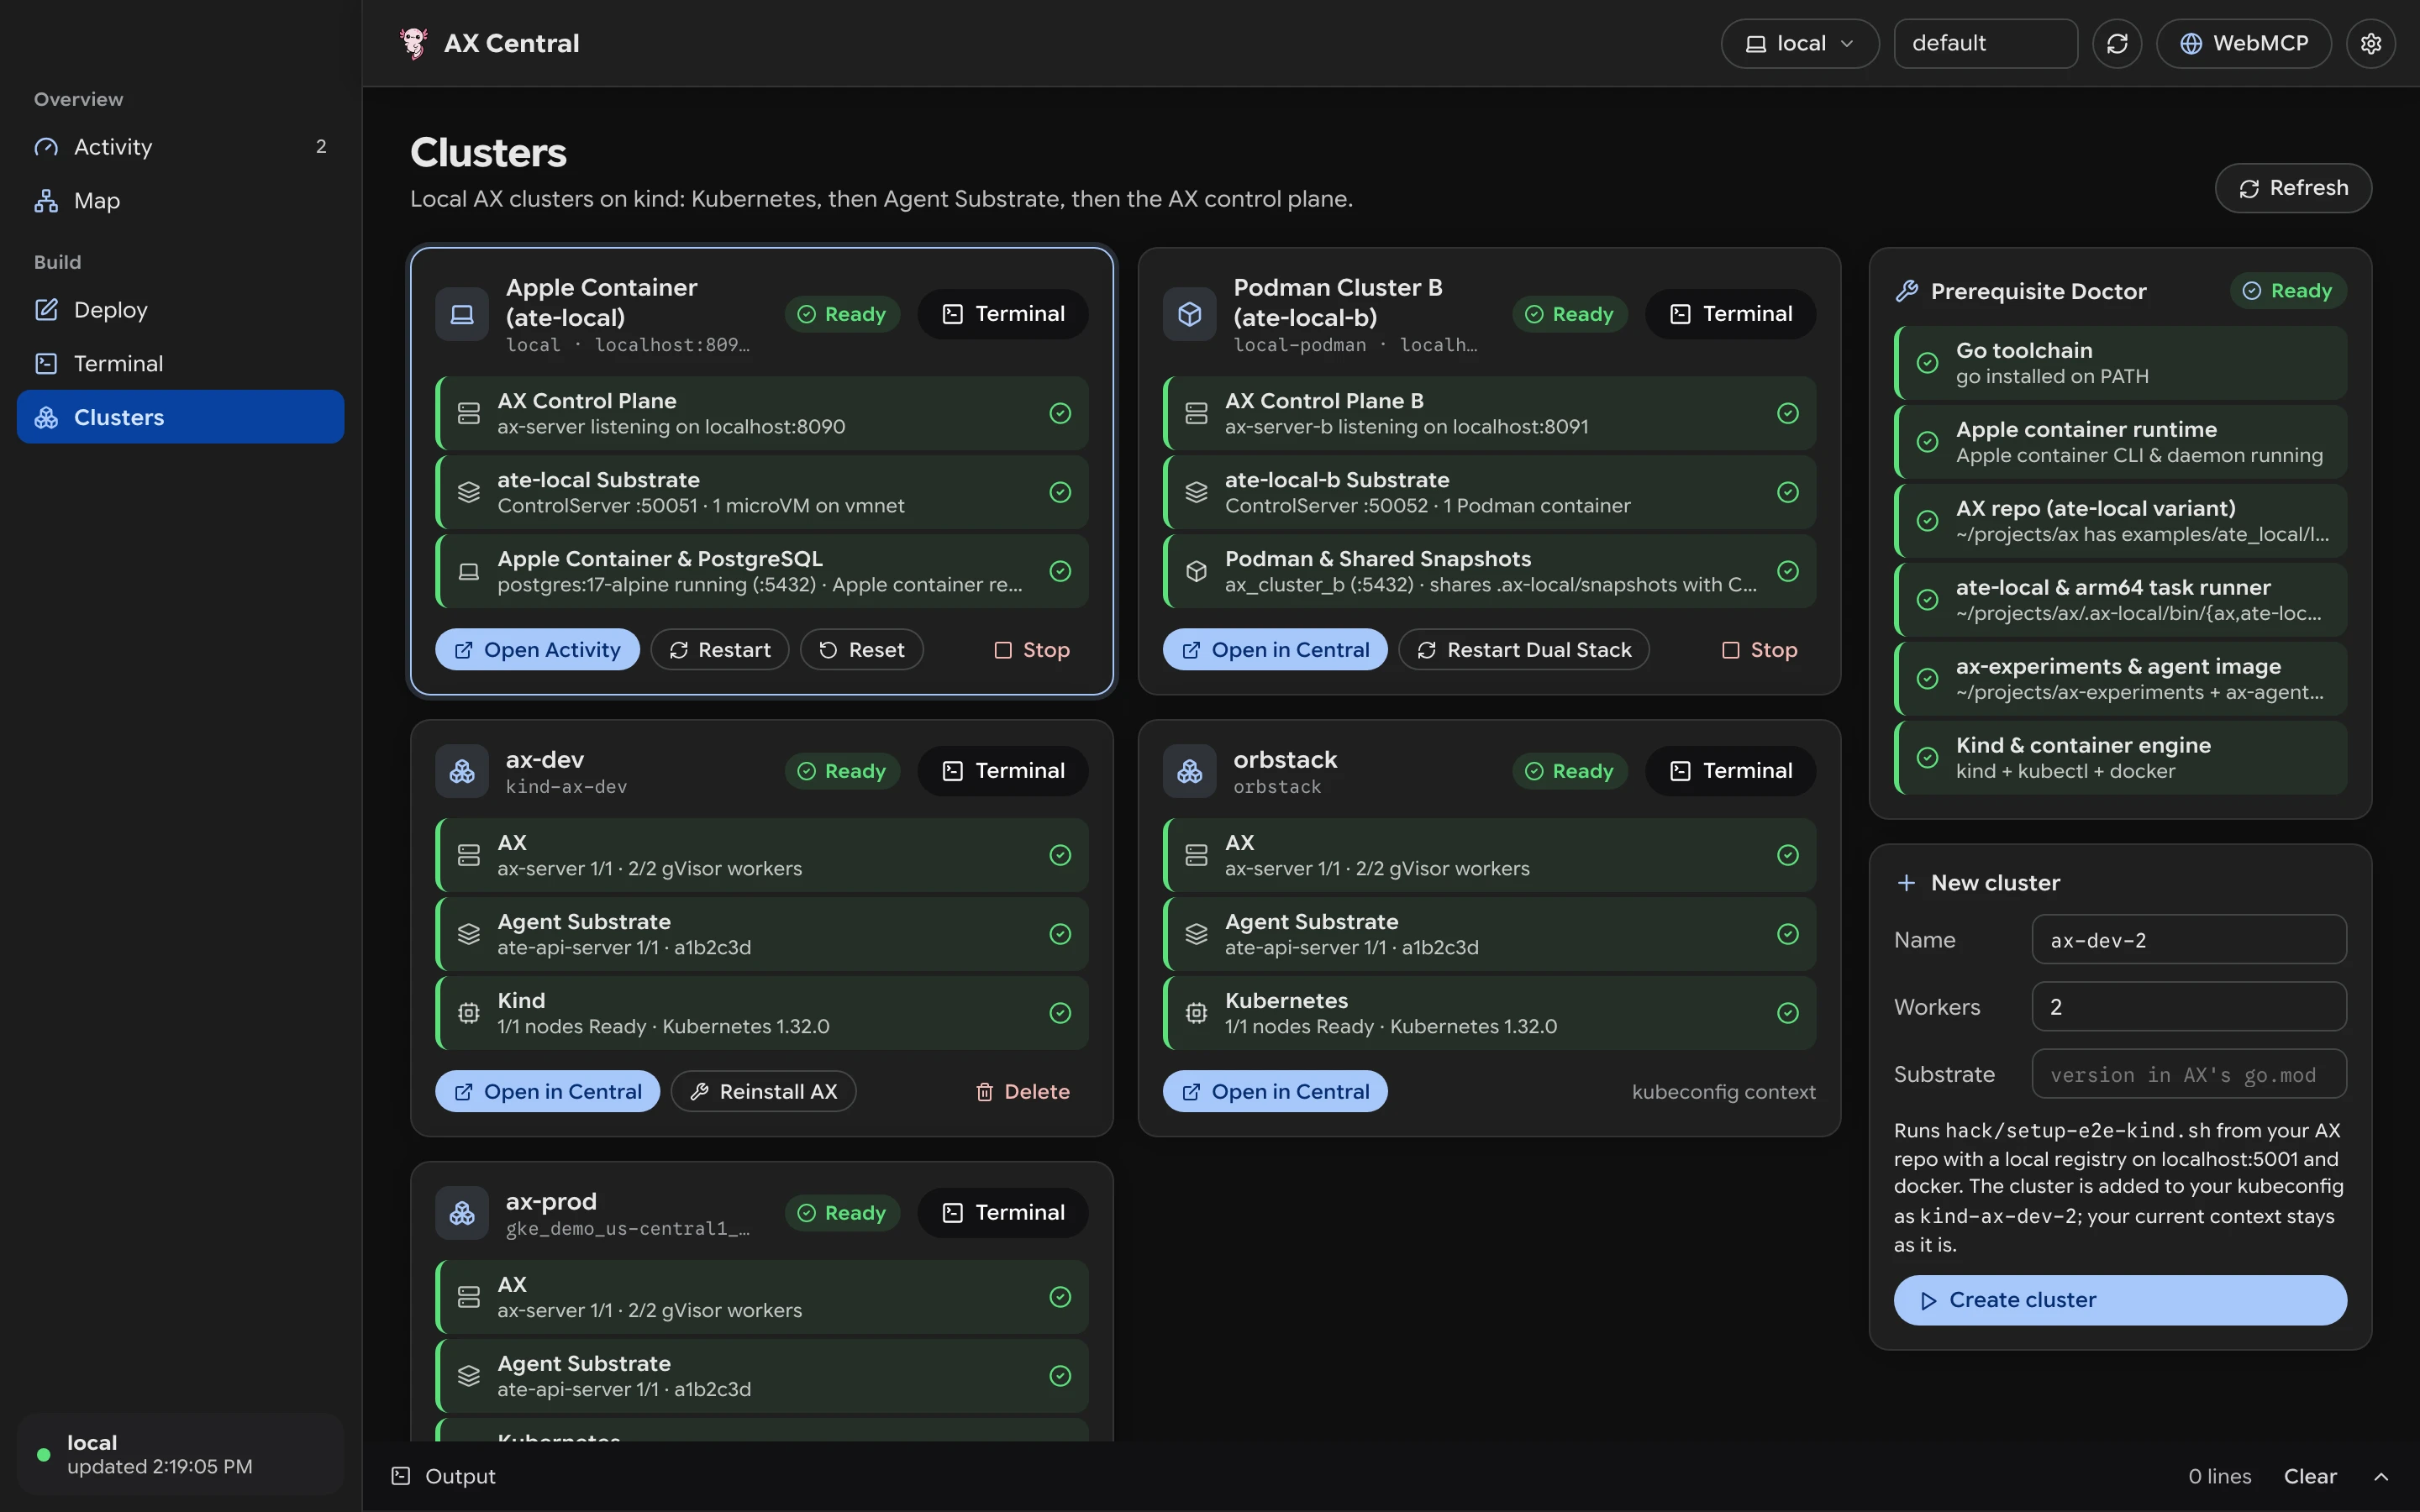 AX Central
local
default
WebMCP
Overview
Activity
2
Map
Build
Deploy
Terminal
Clusters
local
updated 2:19:05 PM
Clusters
Local AX clusters on kind: Kubernetes, then Agent Substrate, then the AX control plane.
Refresh
Apple Container
(ate-local)
local · localhost:809…
Ready
Terminal
AX Control Plane
ax-server listening on localhost:8090
ate-local Substrate
ControlServer :50051 · 1 microVM on vmnet
Apple Container & PostgreSQL
postgres:17-alpine running (:5432) · Apple container re…
Open Activity
Restart
Reset
Stop
Podman Cluster B
(ate-local-b)
local-podman · localh…
Ready
Terminal
AX Control Plane B
ax-server-b listening on localhost:8091
ate-local-b Substrate
ControlServer :50052 · 1 Podman container
Podman & Shared Snapshots
ax_cluster_b (:5432) · shares .ax-local/snapshots with C…
Open in Central
Restart Dual Stack
Stop
ax-dev
kind-ax-dev
Ready
Terminal
AX
ax-server 1/1 · 2/2 gVisor workers
Agent Substrate
ate-api-server 1/1 · a1b2c3d
Kind
1/1 nodes Ready · Kubernetes 1.32.0
Open in Central
Reinstall AX
Delete
orbstack
orbstack
Ready
Terminal
AX
ax-server 1/1 · 2/2 gVisor workers
Agent Substrate
ate-api-server 1/1 · a1b2c3d
Kubernetes
1/1 nodes Ready · Kubernetes 1.32.0
Open in Central
kubeconfig context
ax-prod
gke_demo_us-central1_…
Ready
Terminal
AX
ax-server 1/1 · 2/2 gVisor workers
Agent Substrate
ate-api-server 1/1 · a1b2c3d
Kubernetes
Prerequisite Doctor
Ready
Go toolchain
go installed on PATH
Apple container runtime
Apple container CLI & daemon running
AX repo (ate-local variant)
~/projects/ax has examples/ate_local/l…
ate-local & arm64 task runner
~/projects/ax/.ax-local/bin/{ax,ate-loc…
ax-experiments & agent image
~/projects/ax-experiments + ax-agent…
Kind & container engine
kind + kubectl + docker
New cluster
Name
ax-dev-2
Workers
2
Substrate
version in AX's go.mod
Runs hack/setup-e2e-kind.sh from your AX
repo with a local registry on localhost:5001 and
docker. The cluster is added to your kubeconfig
as kind-ax-dev-2; your current context stays
as it is.
Create cluster
Output
0 lines
Clear